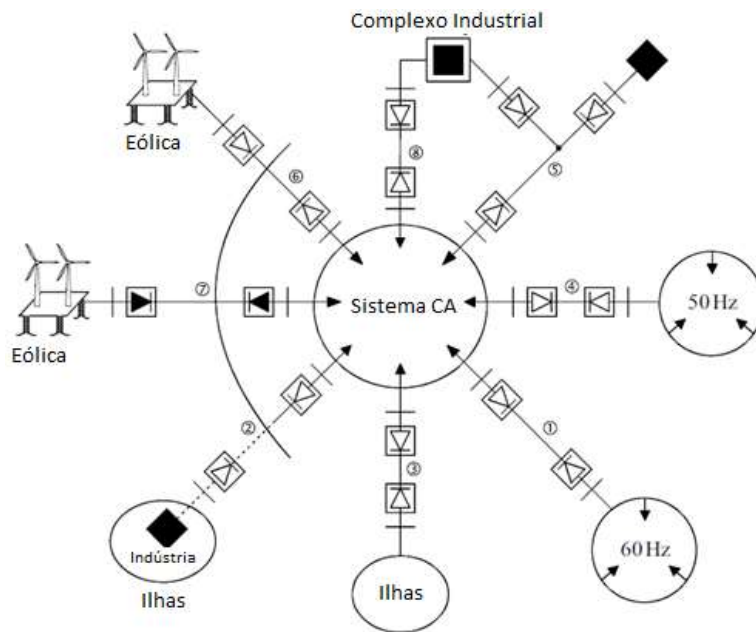 Complexo Industrial
Eólica
⑧
⑤
⑥
⑦
Sistema CA
④
50 Hz
Eólica
②
③
①
Indústria
Ilhas
Ilhas
60 Hz